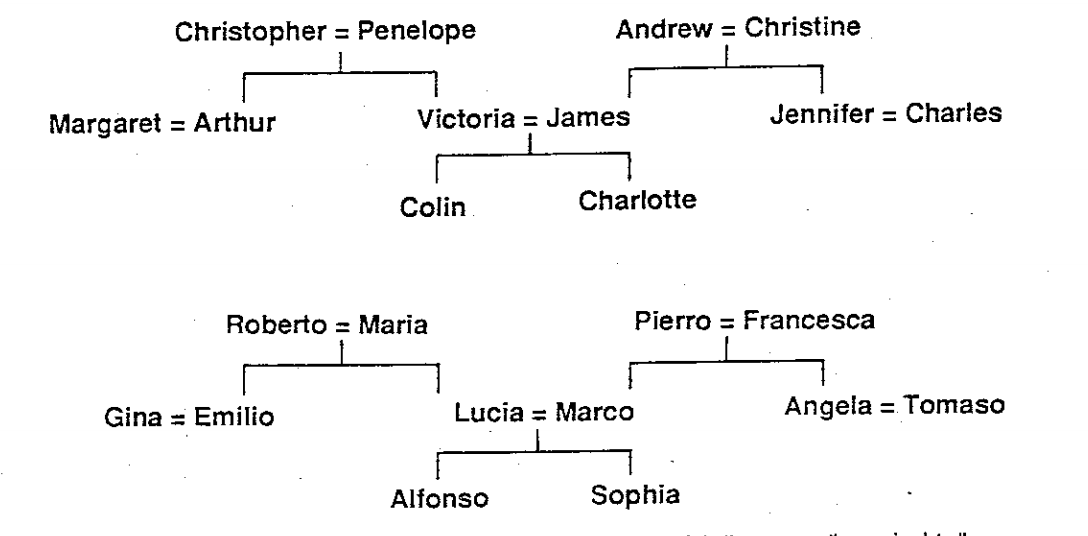 Christopher = Penelope    Andrew = Christine
Margaret = Arthur    Victoria = James    Jennifer = Charles
Colin    Charlotte
Roberto = Maria    Pierro = Francesca
Gina = Emilio    Lucia = Marco    Angela = Tomaso
Alfonso    Sophia